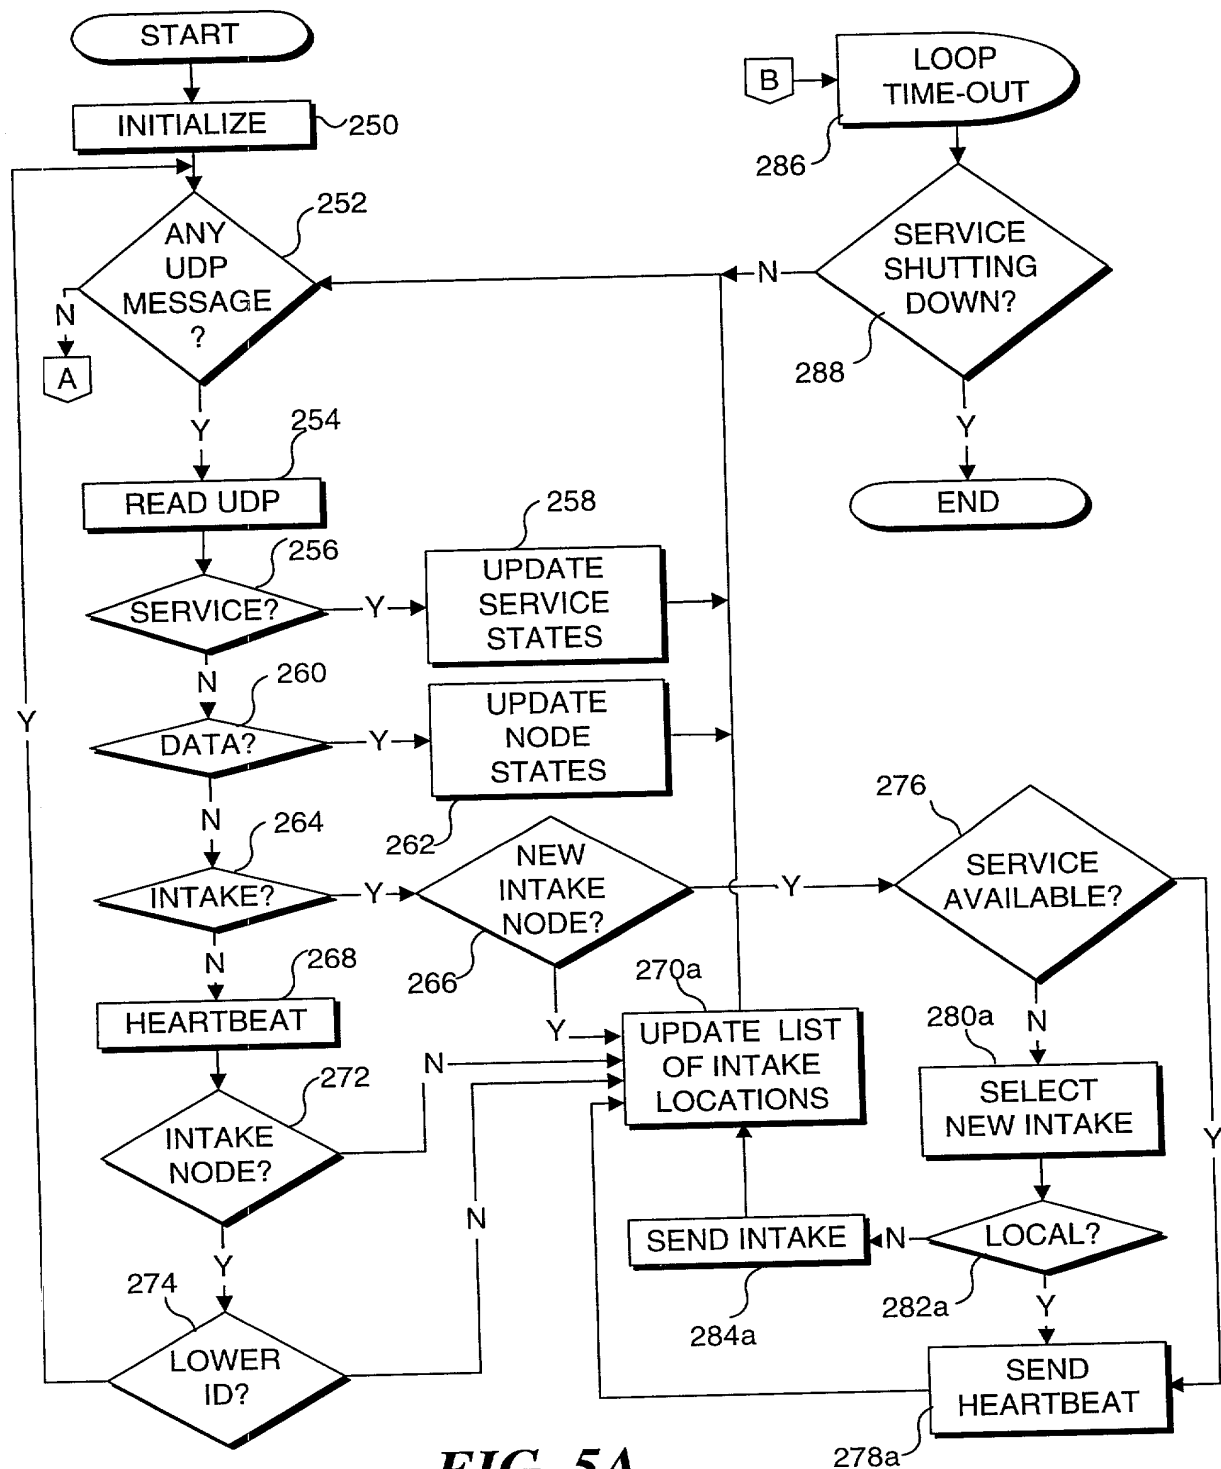 START
INITIALIZE
250
252
ANY
UDP
MESSAGE
?
N
A
Y
254
READ UDP
256
SERVICE?
Y
258
UPDATE
SERVICE
STATES
N
260
DATA?
Y
UPDATE
NODE
STATES
262
N
264
INTAKE?
Y
NEW
INTAKE
NODE?
266
Y
Y
N
268
HEARTBEAT
272
INTAKE
NODE?
N
Y
274
LOWER
ID?
N
Y
B
LOOP
TIME-OUT
286
SERVICE
SHUTTING
DOWN?
288
N
Y
END
276
SERVICE
AVAILABLE?
Y
N
270a
UPDATE LIST
OF INTAKE
LOCATIONS
280a
SELECT
NEW INTAKE
LOCAL?
282a
N
SEND INTAKE
284a
Y
SEND
HEARTBEAT
278a
FIG. 5A